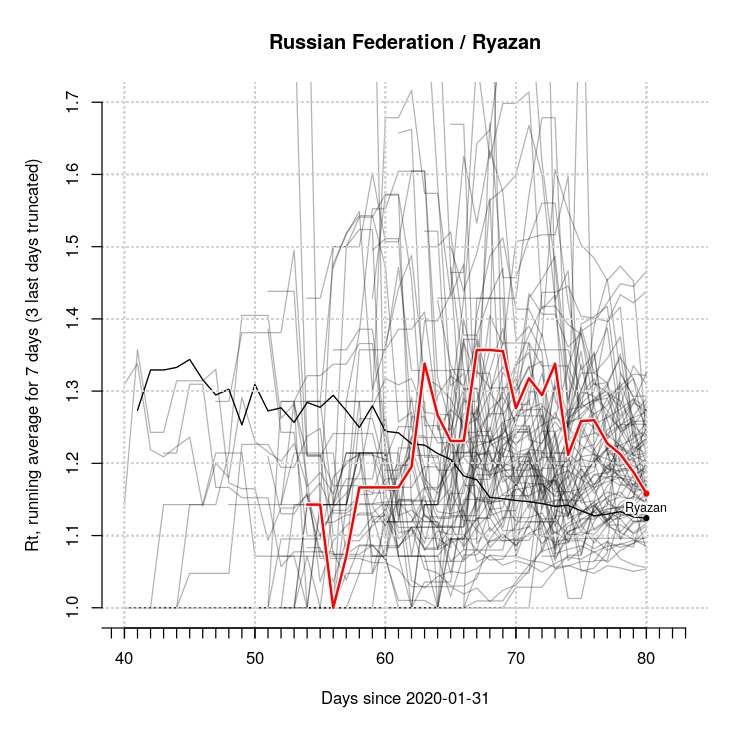 Russian Federation / Ryazan
Rt, running average for 7 days (3 last days truncated)
1.7
1.6
1.5
1.4
1.3
1.2
1.1
1.0
Ryazan
40 50 60 70 80
Days since 2020-01-31